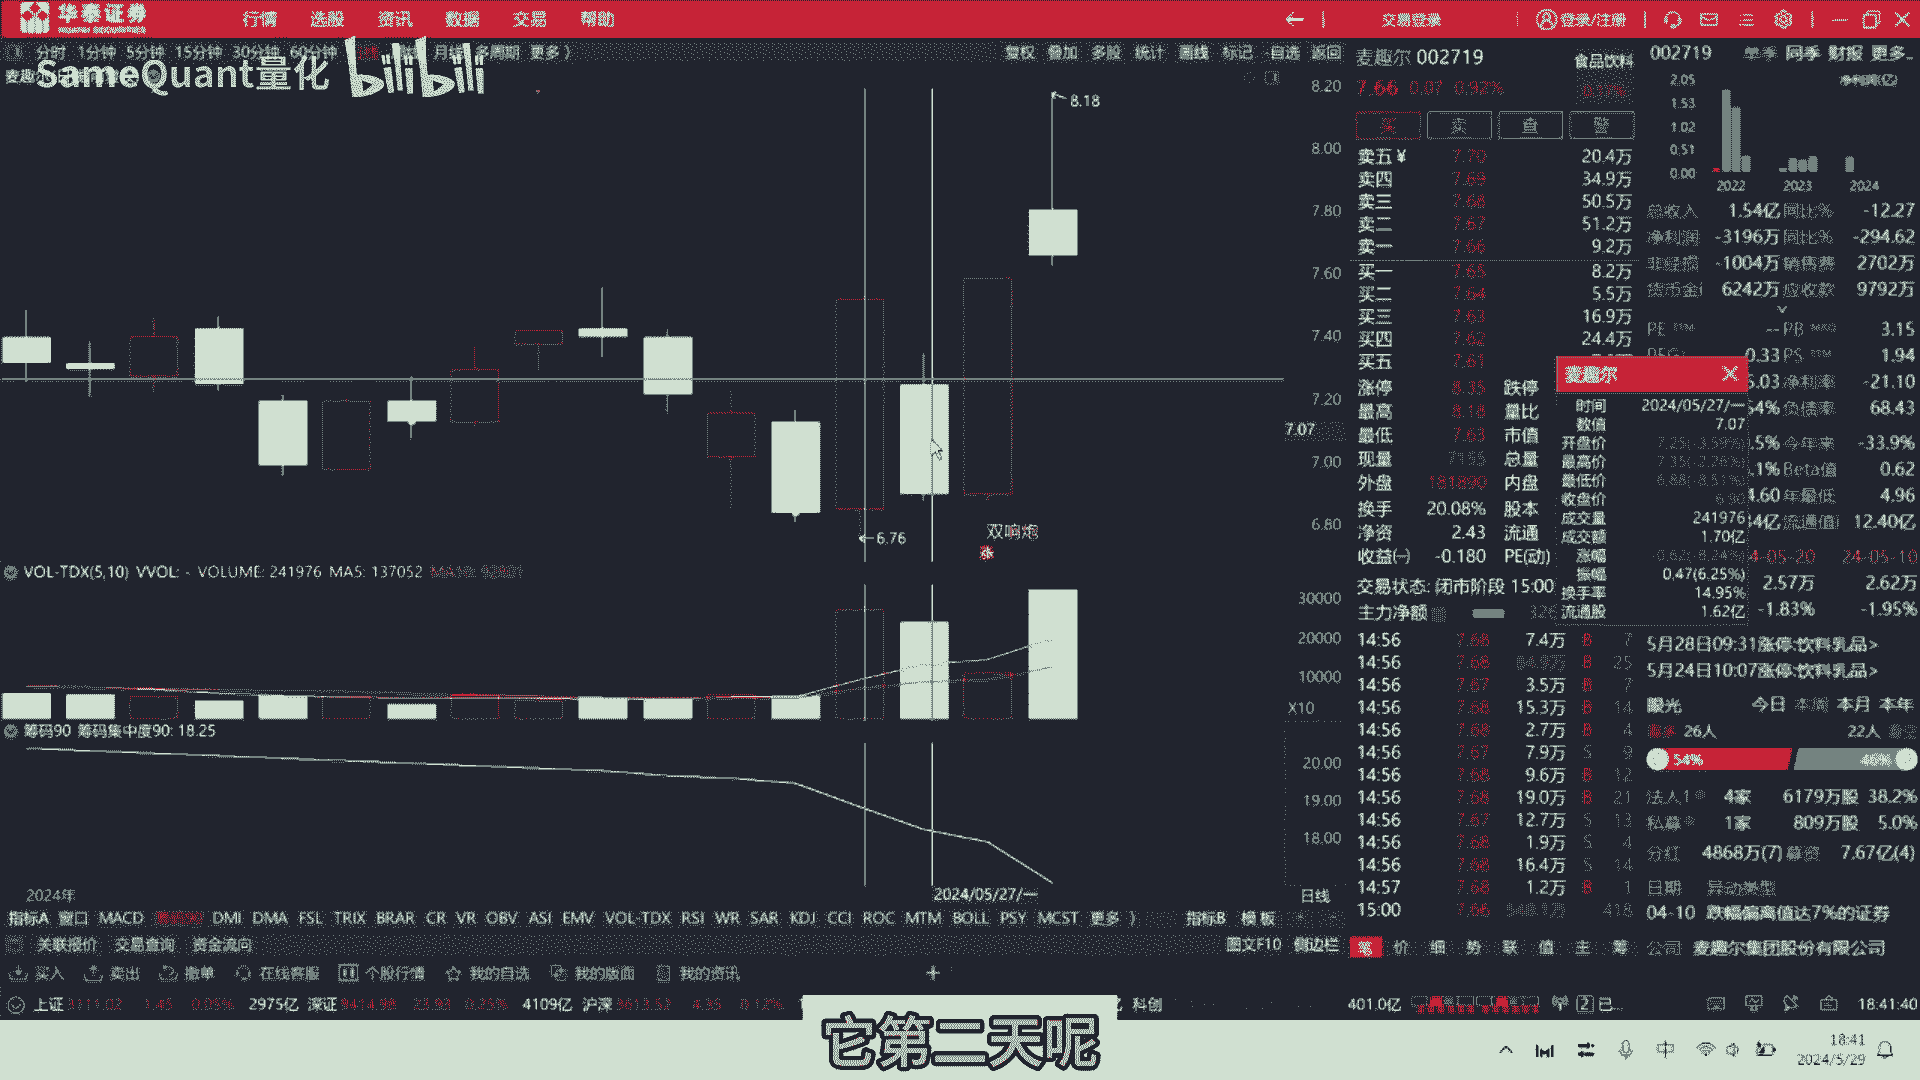 华泰证券
行情 选股 资讯 数据 交易 帮助
交易登录
登录/注册
分时 1分钟 5分钟 15分钟 30分钟 60分钟
月线 多周期 更多
复权 叠加 多股 统计 画线 标记 自选 返回
SameQuant量化 bilibili
麦趣尔 002719
食品饮料
7.66 0.07 0.92%
002719 单季 同季 财报 更多
8.20
8.00
7.80
7.60
7.40
7.20
7.07
7.00
6.80
8.18
6.76
双响炮
买 卖 查 警
卖五 ¥ 7.70 20.4万
卖四 7.69 34.9万
卖三 7.68 50.5万
卖二 7.67 51.2万
卖一 7.66 9.2万
买一 7.65 8.2万
买二 7.64 5.5万
买三 7.63 16.9万
买四 7.62 24.4万
买五 7.61
涨停 8.35 跌停
最高 8.18 量比
最低 7.63 市值
现量 7155 总量
外盘 181890 内盘
换手 20.08% 股本
净资 2.43 流通
收益㈠ -0.180 PE(动)
交易状态: 闭市阶段 15:00
主力净额
2.05
1.53
1.02
0.51
0.00
2022 2023 2024
总收入 1.54亿 同比% -12.27
净利润 -3196万 同比% -294.62
非经损 -1004万 销售费 2702万
货币金 6242万 应收款 9792万
PE TTM -- PB MRQ 3.15
0.33 PS TTM 1.94
5.03 净利率 -21.10
负债率 68.43
今年来 -33.9%
Beta值 0.62
4.60 年最低 4.96
流通值 12.40亿
24-05-10
2.57万 2.62万
-1.83% -1.95%
麦趣尔
时间 2024/05/27/一
数值 7.07
开盘价 7.25(-3.59%)
最高价 7.35(-2.26%)
最低价 6.88(-8.51%)
收盘价 6.90
成交量 241976
成交额 1.70亿
涨幅 -0.62(-8.24%)
振幅 0.47(6.25%)
换手率 14.95%
流通股 1.62亿
VOL-TDX(5,10) VVOL: - VOLUME: 241976 MA5: 137052
30000
20000
10000
X10
筹码90 筹码集中度90: 18.25
20.00
19.00
18.00
2024年
2024/05/27/一
日线
14:56 7.68 7.4万 B 7
14:56 7.68 84.9万 B 25
14:56 7.67 3.5万 B 7
14:56 7.68 15.3万 B 14
14:56 7.68 2.7万 B 4
14:56 7.67 7.9万 S 9
14:56 7.68 9.6万 B 12
14:56 7.68 19.0万 B 21
14:56 7.67 12.7万 S 13
14:56 7.68 1.9万 S 4
14:56 7.68 16.4万 S 14
14:57 7.68 1.2万 B 1
15:00 7.66 548.1万 418
5月28日09:31涨停:饮料乳品>
5月24日10:07涨停:饮料乳品>
眼光 今日 本周 本月 本年
26人 22人
54% 46%
法人1 4家 6179万股 38.2%
私募 1家 809万股 5.0%
分红 4868万(7) 募资 7.67亿(4)
日期 异动类型
04-10 跌幅偏离值达7%的证券
公司 麦趣尔集团股份有限公司
指标A 窗口 MACD DMI DMA FSL TRIX BRAR CR VR OBV ASI EMV VOL-TDX RSI WR SAR KDJ CCI ROC MTM BOLL PSY MCST 更多
指标B 模板
关联报价 交易查询 资金流向
图文F10 侧边栏
笔 价 细 势 联 值 主 筹
买入 卖出 撤单 在线客服 个股行情 我的自选 我的版面 我的资讯
上证 3111.02 1.45 0.05% 2975亿 深证 9414.98 23.93 0.25% 4109亿 沪深 3613.52 4.35 0.12%
科创
401.0亿
18:41:40
它第二天呢
中
18:41
2024/5/29